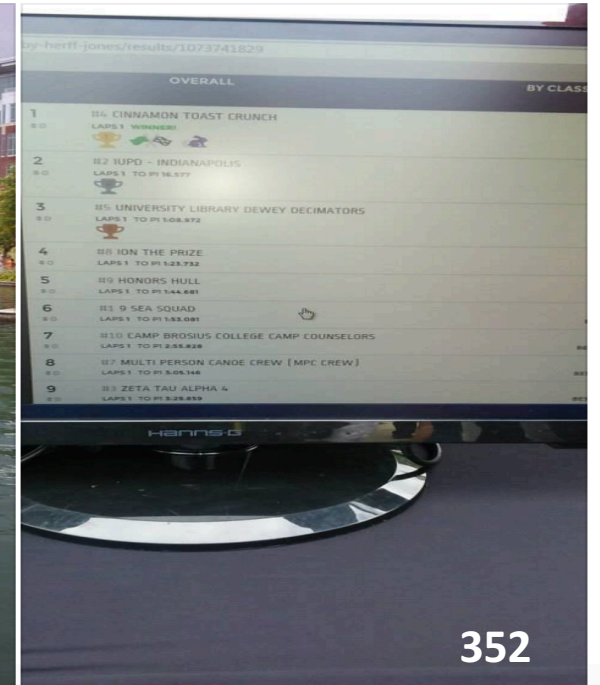 by-herff-jones/results/1073741829
OVERALL
BY CLASS
1 #4 CINNAMON TOAST CRUNCH
LAPS 1 WINNER!
2 #2 IUPD - INDIANAPOLIS
LAPS 1 TO P1 16.577
3 #5 UNIVERSITY LIBRARY DEWEY DECIMATORS
LAPS 1 TO P1 1:08.972
4 #8 ION THE PRIZE
LAPS 1 TO P1 1:23.732
5 #9 HONORS HULL
LAPS 1 TO P1 1:44.681
6 #1 9 SEA SQUAD
LAPS 1 TO P1 1:53.081
7 #10 CAMP BROSIUS COLLEGE CAMP COUNSELORS
LAPS 1 TO P1 2:55.828
8 #7 MULTI PERSON CANOE CREW (MPC CREW)
LAPS 1 TO P1 3:05.146
9 #3 ZETA TAU ALPHA 4
LAPS 1 TO P1 3:29.859
HANNS-G
352